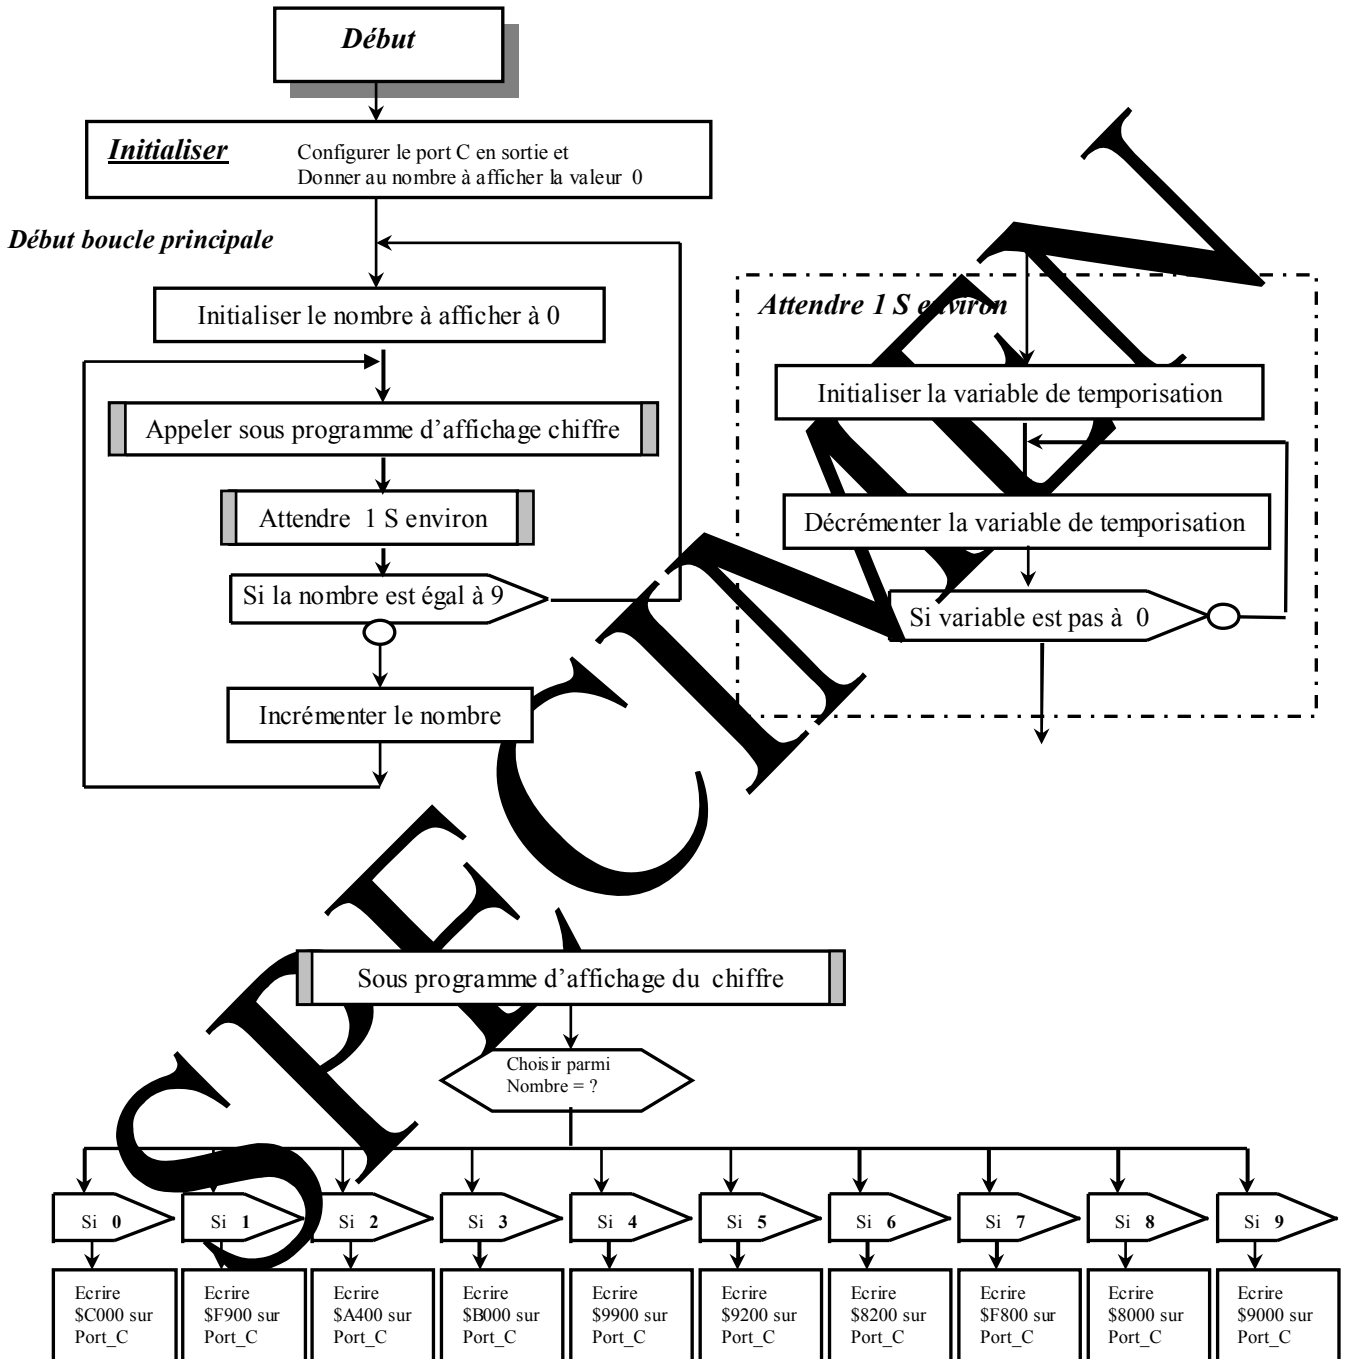 Début
Initialiser
Configurer le port C en sortie et
Donner au nombre à afficher la valeur 0
Début boucle principale
Initialiser le nombre à afficher à 0
Appeler sous programme d'affichage chiffre
Attendre 1 S environ
Si la nombre est égal à 9
Incrémenter le nombre
Attendre 1 S environ
Initialiser la variable de temporisation
Décrémenter la variable de temporisation
Si variable est pas à 0
SPECIMEN
Sous programme d'affichage du chiffre
Choisir parmi
Nombre = ?
Si 0
Si 1
Si 2
Si 3
Si 4
Si 5
Si 6
Si 7
Si 8
Si 9
Ecrire
$C000 sur
Port_C
Ecrire
$F900 sur
Port_C
Ecrire
$A400 sur
Port_C
Ecrire
$B000 sur
Port_C
Ecrire
$9900 sur
Port_C
Ecrire
$9200 sur
Port_C
Ecrire
$8200 sur
Port_C
Ecrire
$F800 sur
Port_C
Ecrire
$8000 sur
Port_C
Ecrire
$9000 sur
Port_C